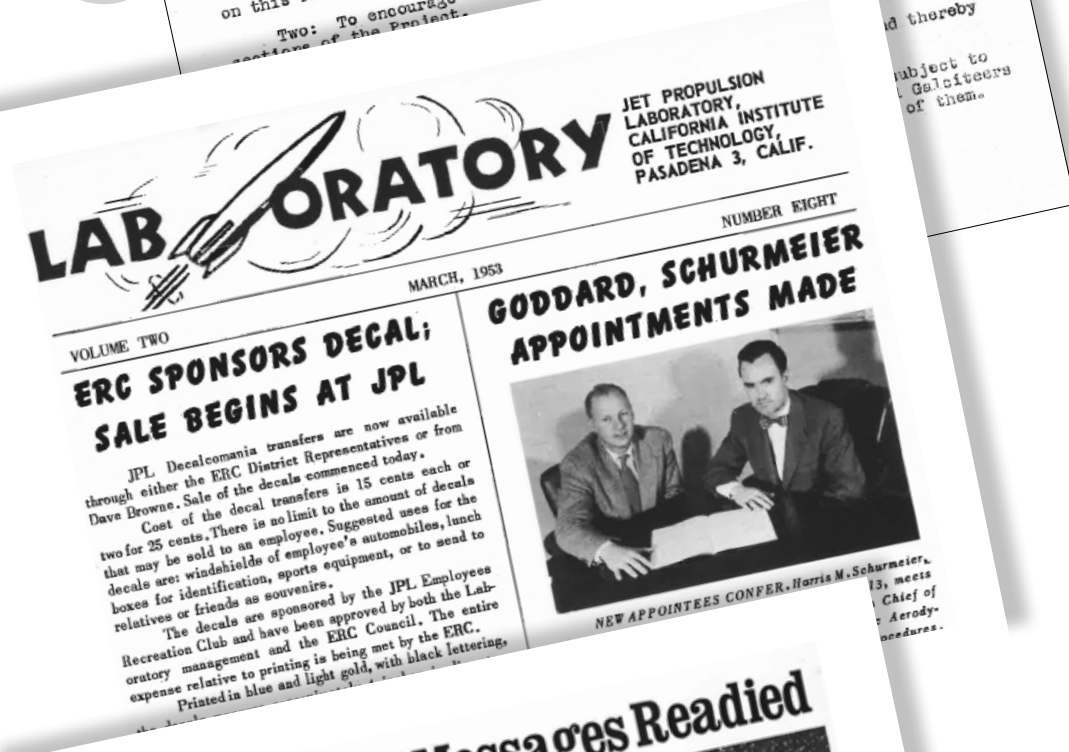 on this
Two: To encourage
sections of the Project.
d thereby
ubject to
Galciteers
of them.
LABORATORY
JET PROPULSION
LABORATORY,
CALIFORNIA INSTITUTE
OF TECHNOLOGY,
PASADENA 3, CALIF.
VOLUME TWO
MARCH, 1953
NUMBER EIGHT
ERC SPONSORS DECAL;
SALE BEGINS AT JPL
JPL Decalcomania transfers are now available
through either the ERC District Representatives or from
Dave Browne. Sale of the decals commenced today.
Cost of the decal transfers is 15 cents each or
two for 25 cents. There is no limit to the amount of decals
that may be sold to an employee. Suggested uses for the
decals are: windshields of employee's automobiles, lunch
boxes for identification, sports equipment, or to send to
relatives or friends as souvenirs.
The decals are sponsored by the JPL Employees
Recreation Club and have been approved by both the Lab-
oratory management and the ERC Council. The entire
expense relative to printing is being met by the ERC.
Printed in blue and light gold, with black lettering,
GODDARD, SCHURMEIER
APPOINTMENTS MADE
NEW APPOINTEES CONFER. Harris M. Schurmeier,
13, meets
Chief of
Aerody-
ocedures.
Messages Readied